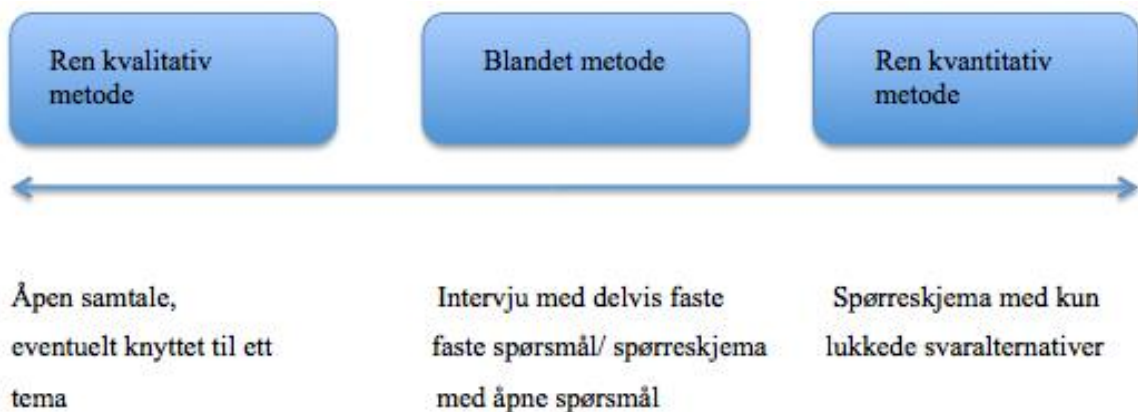 Ren kvalitativ
metode
Blandet metode
Ren kvantitativ
metode
Åpen samtale,
eventuelt knyttet til ett
tema
Intervju med delvis faste
faste spørsmål/ spørreskjema
med åpne spørsmål
Spørreskjema med kun
lukkede svaralternativer